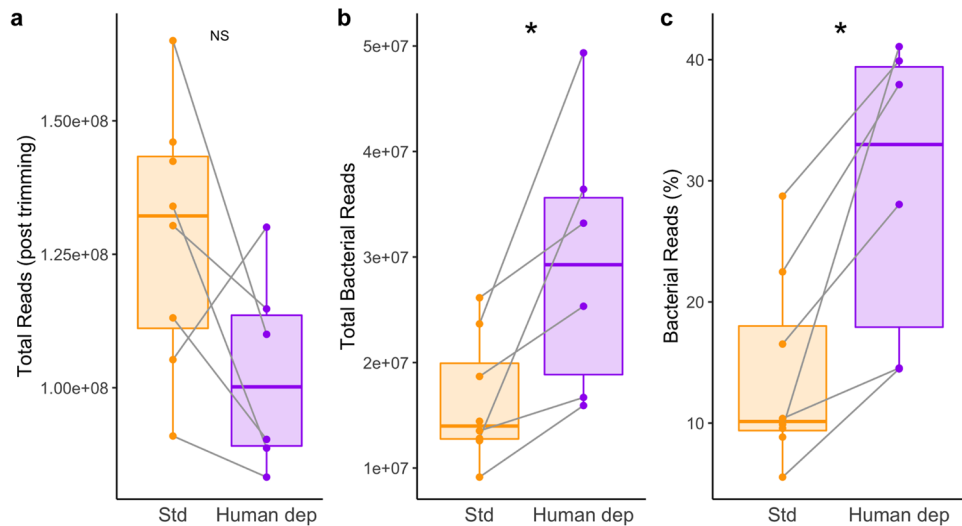 a
NS
Total Reads (post trimming)
1.50e+08
1.25e+08
1.00e+08
Std
Human dep
b
*
Total Bacterial Reads
5e+07
4e+07
3e+07
2e+07
1e+07
Std
Human dep
c
*
Bacterial Reads (%)
40
30
20
10
Std
Human dep